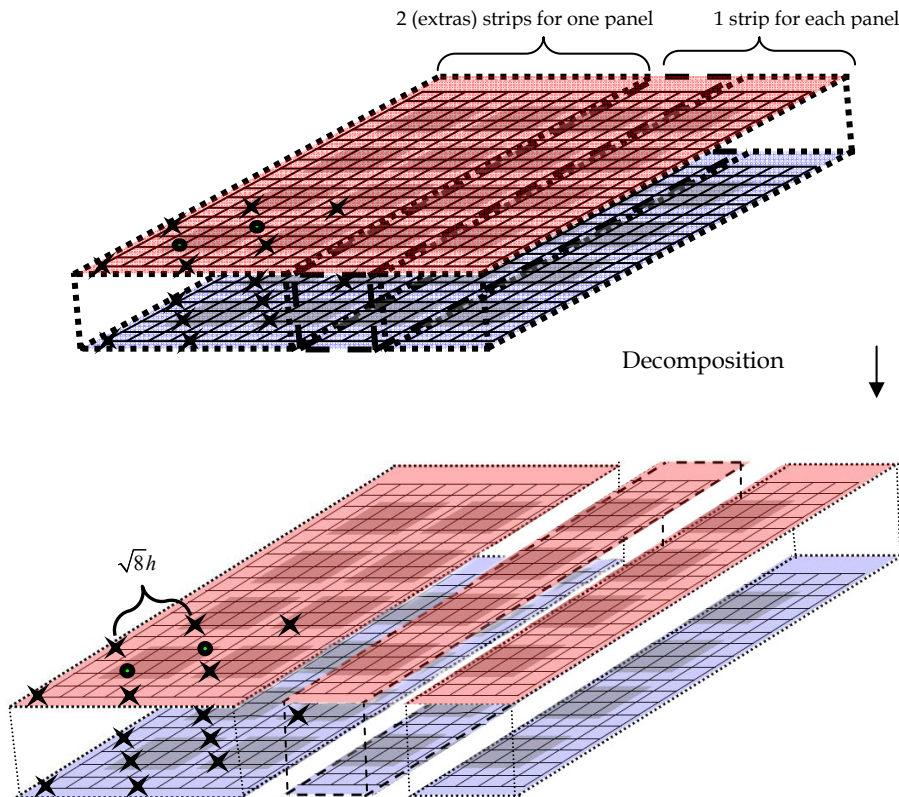 2 (extras) strips for one panel
1 strip for each panel
Decomposition
√8h